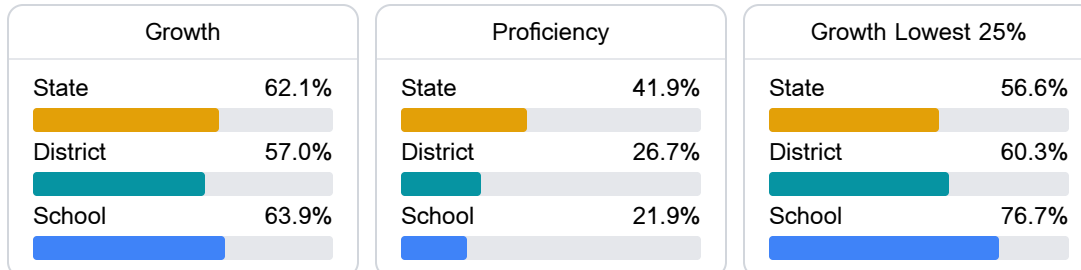 Growth
State 62.1%
District 57.0%
School 63.9%
Proficiency
State 41.9%
District 26.7%
School 21.9%
Growth Lowest 25%
State 56.6%
District 60.3%
School 76.7%